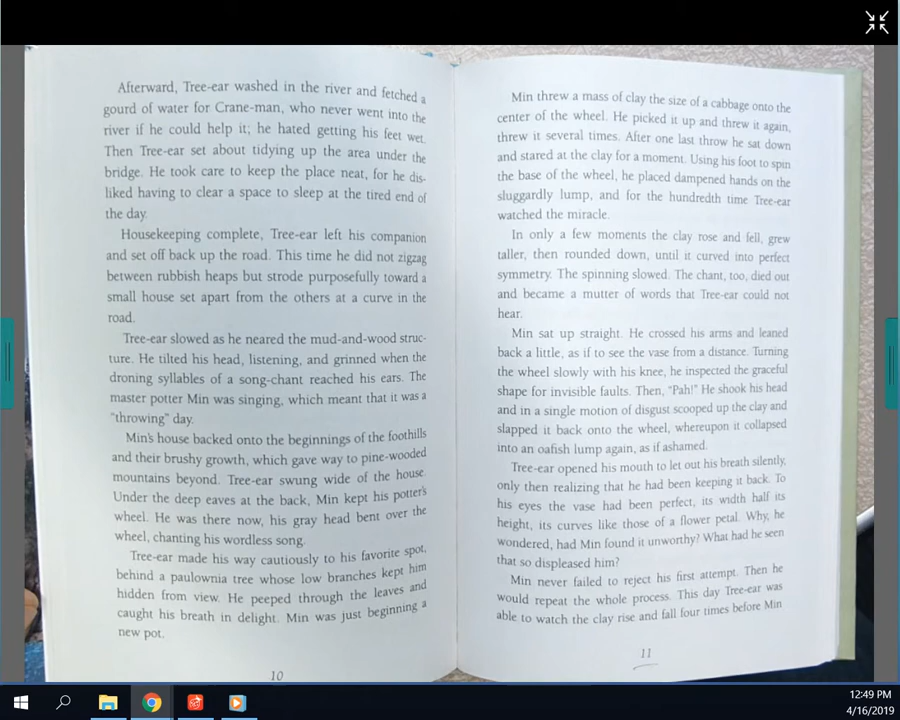 Afterward, Tree-ear washed in the river and fetched a
gourd of water for Crane-man, who never went into the
river if he could help it; he hated getting his feet wet.
Then Tree-ear set about tidying up the area under the
bridge. He took care to keep the place neat, for he dis-
liked having to clear a space to sleep at the tired end of
the day.
Housekeeping complete, Tree-ear left his companion
and set off back up the road. This time he did not zigzag
between rubbish heaps but strode purposefully toward a
small house set apart from the others at a curve in the
road.
Tree-ear slowed as he neared the mud-and-wood struc-
ture. He tilted his head, listening, and grinned when the
droning syllables of a song-chant reached his ears. The
master potter Min was singing, which meant that it was a
"throwing" day.
Min's house backed onto the beginnings of the foothills
and their brushy growth, which gave way to pine-wooded
mountains beyond. Tree-ear swung wide of the house.
Under the deep eaves at the back, Min kept his potter's
wheel. He was there now, his gray head bent over the
wheel, chanting his wordless song.
Tree-ear made his way cautiously to his favorite spot,
behind a paulownia tree whose low branches kept him
hidden from view. He peeped through the leaves and
caught his breath in delight. Min was just beginning a
new pot.
10
Min threw a mass of clay the size of a cabbage onto the
center of the wheel. He picked it up and threw it again,
threw it several times. After one last throw he sat down
and stared at the clay for a moment. Using his foot to spin
the base of the wheel, he placed dampened hands on the
sluggardly lump, and for the hundredth time Tree-ear
watched the miracle.
In only a few moments the clay rose and fell, grew
taller, then rounded down, until it curved into perfect
symmetry. The spinning slowed. The chant, too, died out
and became a mutter of words that Tree-ear could not
hear.
Min sat up straight. He crossed his arms and leaned
back a little, as if to see the vase from a distance. Turning
the wheel slowly with his knee, he inspected the graceful
shape for invisible faults. Then, "Pah!" He shook his head
and in a single motion of disgust scooped up the clay and
slapped it back onto the wheel, whereupon it collapsed
into an oafish lump again, as if ashamed.
Tree-ear opened his mouth to let out his breath silently,
only then realizing that he had been keeping it back. To
his eyes the vase had been perfect, its width half its
height, its curves like those of a flower petal. Why, he
wondered, had Min found it unworthy? What had he seen
that so displeased him?
Min never failed to reject his first attempt. Then he
would repeat the whole process. This day Tree-ear was
able to watch the clay rise and fall four times before Min
11
12:49 PM
4/16/2019